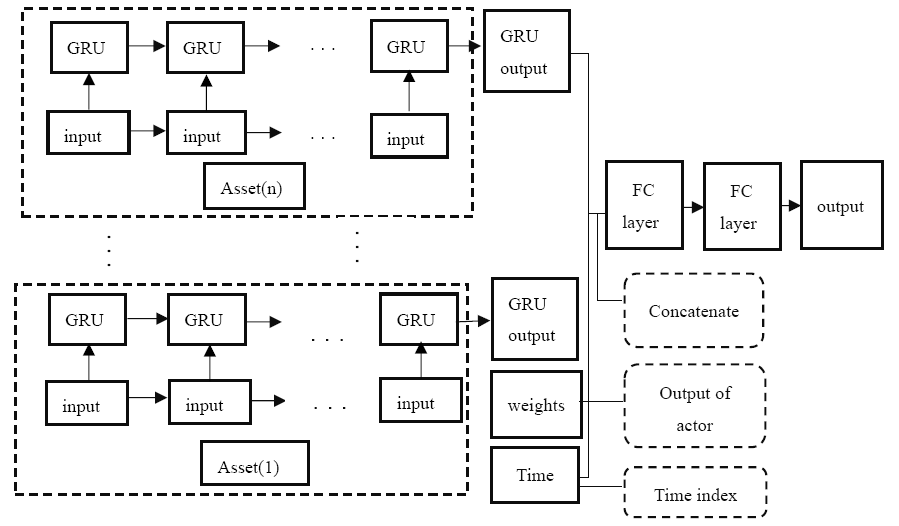 GRU
GRU
. . .
GRU
GRU
output
input
input
. . .
input
Asset(n)
FC
layer
FC
layer
output
GRU
GRU
. . .
GRU
GRU
output
Concatenate
input
input
. . .
input
weights
Output of
actor
Asset(1)
Time
Time index